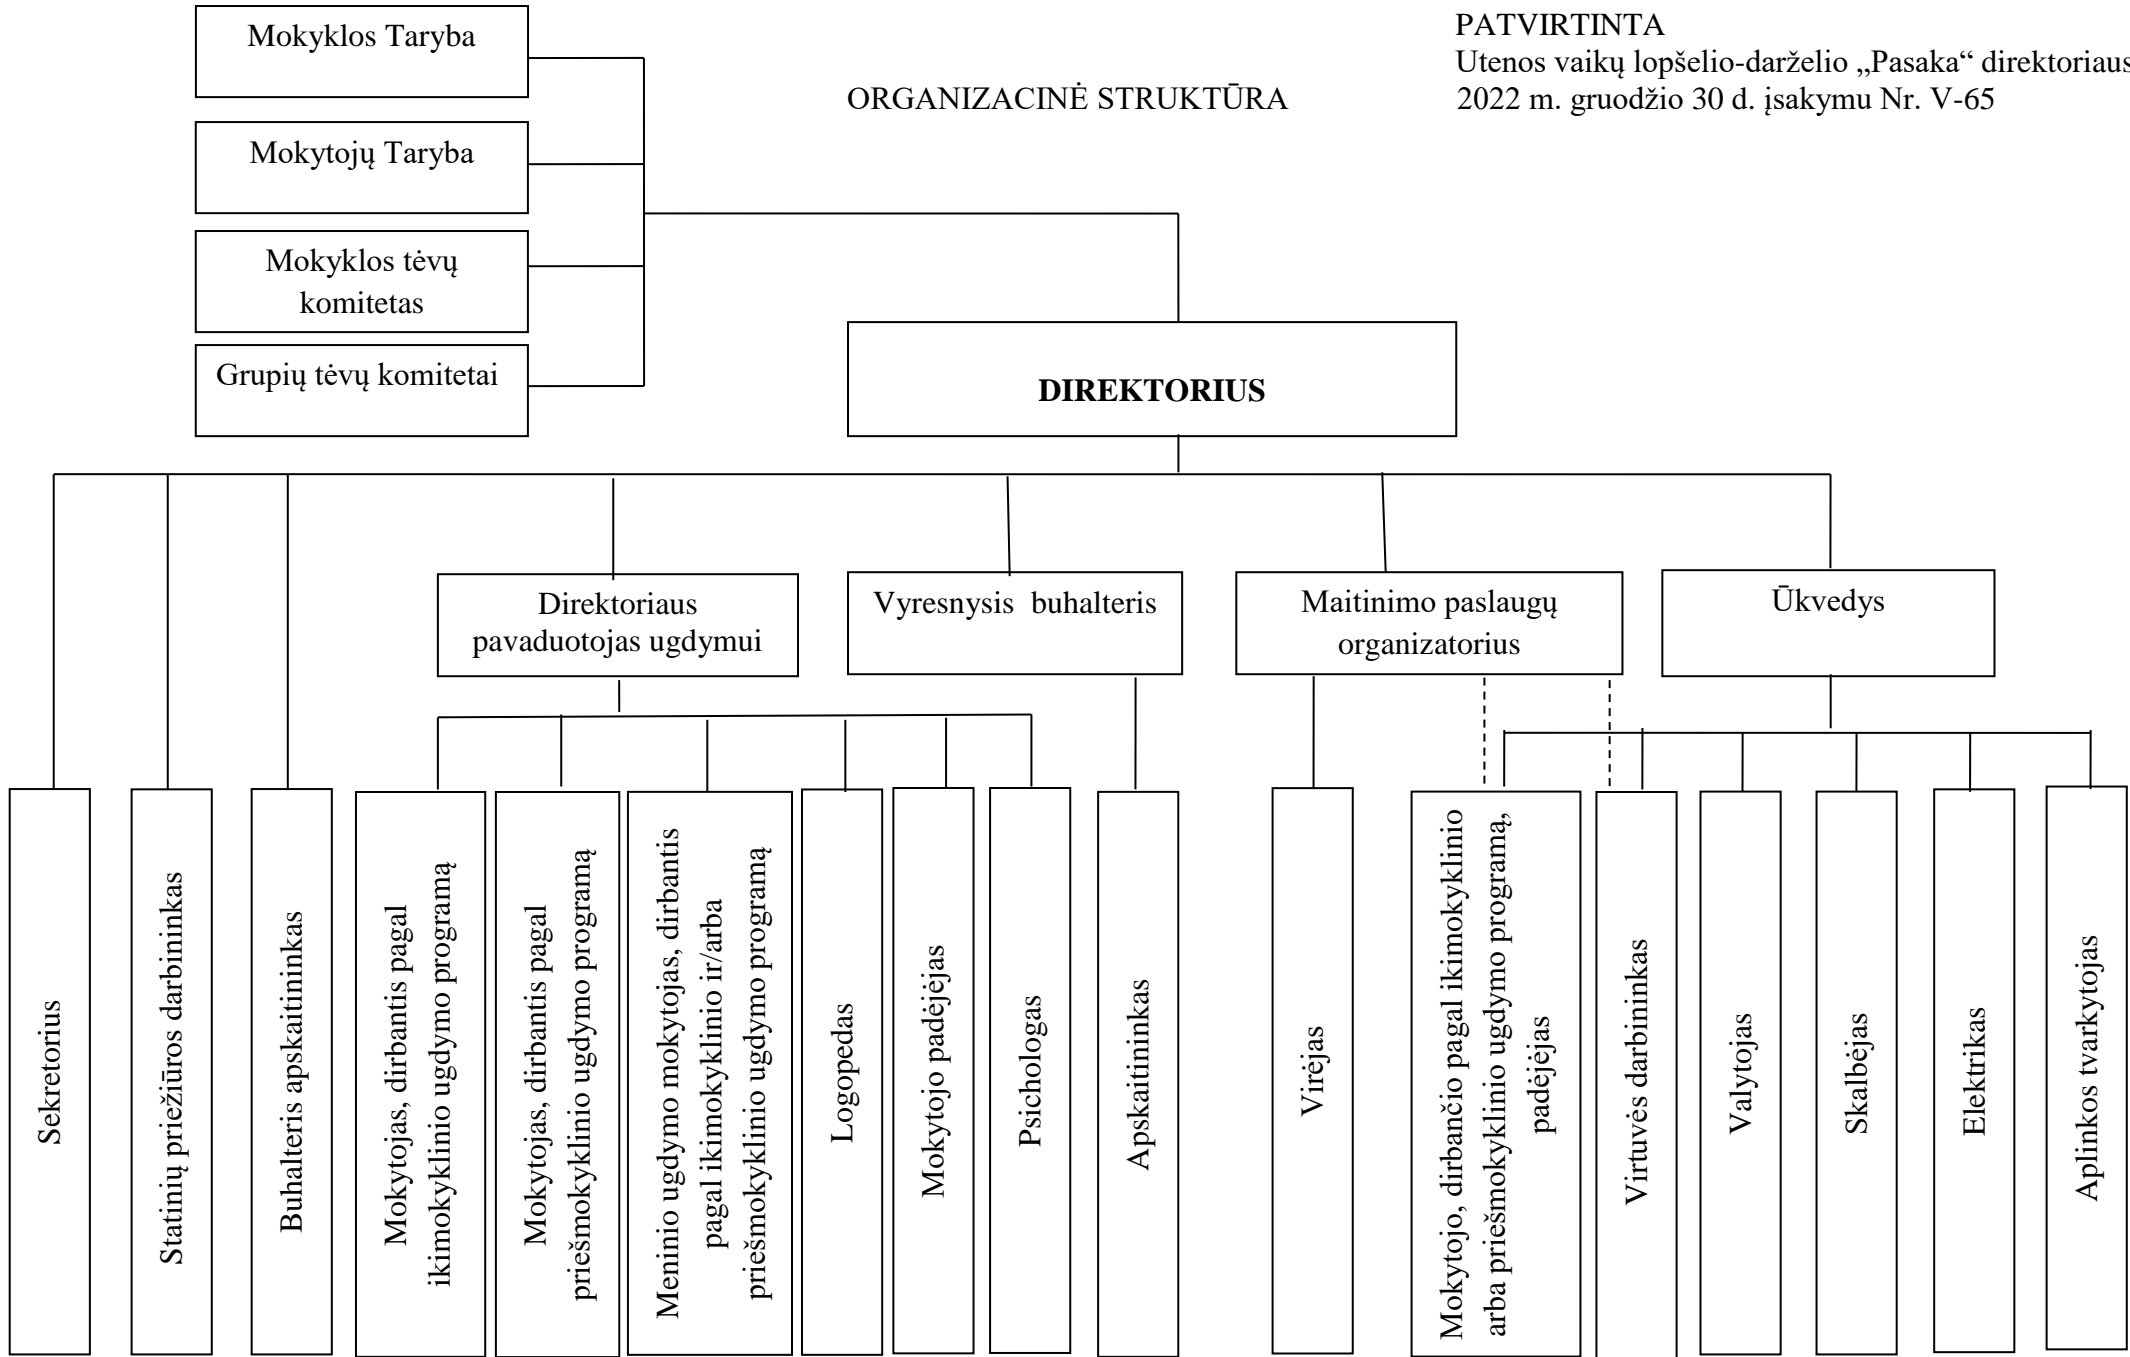 PATVIRTINTA
Utenos vaikų lopšelio-darželio „Pasaka“ direktoriaus
2022 m. gruodžio 30 d. įsakymu Nr. V-65
ORGANIZACINĖ STRUKTŪRA
Mokyklos Taryba
Mokytojų Taryba
Mokyklos tėvų
komitetas
Grupių tėvų komitetai
DIREKTORIUS
Direktoriaus
pavaduotojas ugdymui
Vyresnysis buhalteris
Maitinimo paslaugų
organizatorius
Ūkvedys
Sekretorius
Statinių priežiūros darbininkas
Buhalteris apskaitininkas
Mokytojas, dirbantis pagal
ikimokyklinio ugdymo programą
Mokytojas, dirbantis pagal
priešmokyklinio ugdymo programą
Meninio ugdymo mokytojas, dirbantis
pagal ikimokyklinio ir/arba
priešmokyklinio ugdymo programą
Logopedas
Mokytojo padėjėjas
Psichologas
Apskaitininkas
Virėjas
Mokytojo, dirbančio pagal ikimokyklinio
arba priešmokyklinio ugdymo programą,
padėjėjas
Virtuvės darbininkas
Valytojas
Skalbėjas
Elektrikas
Aplinkos tvarkytojas